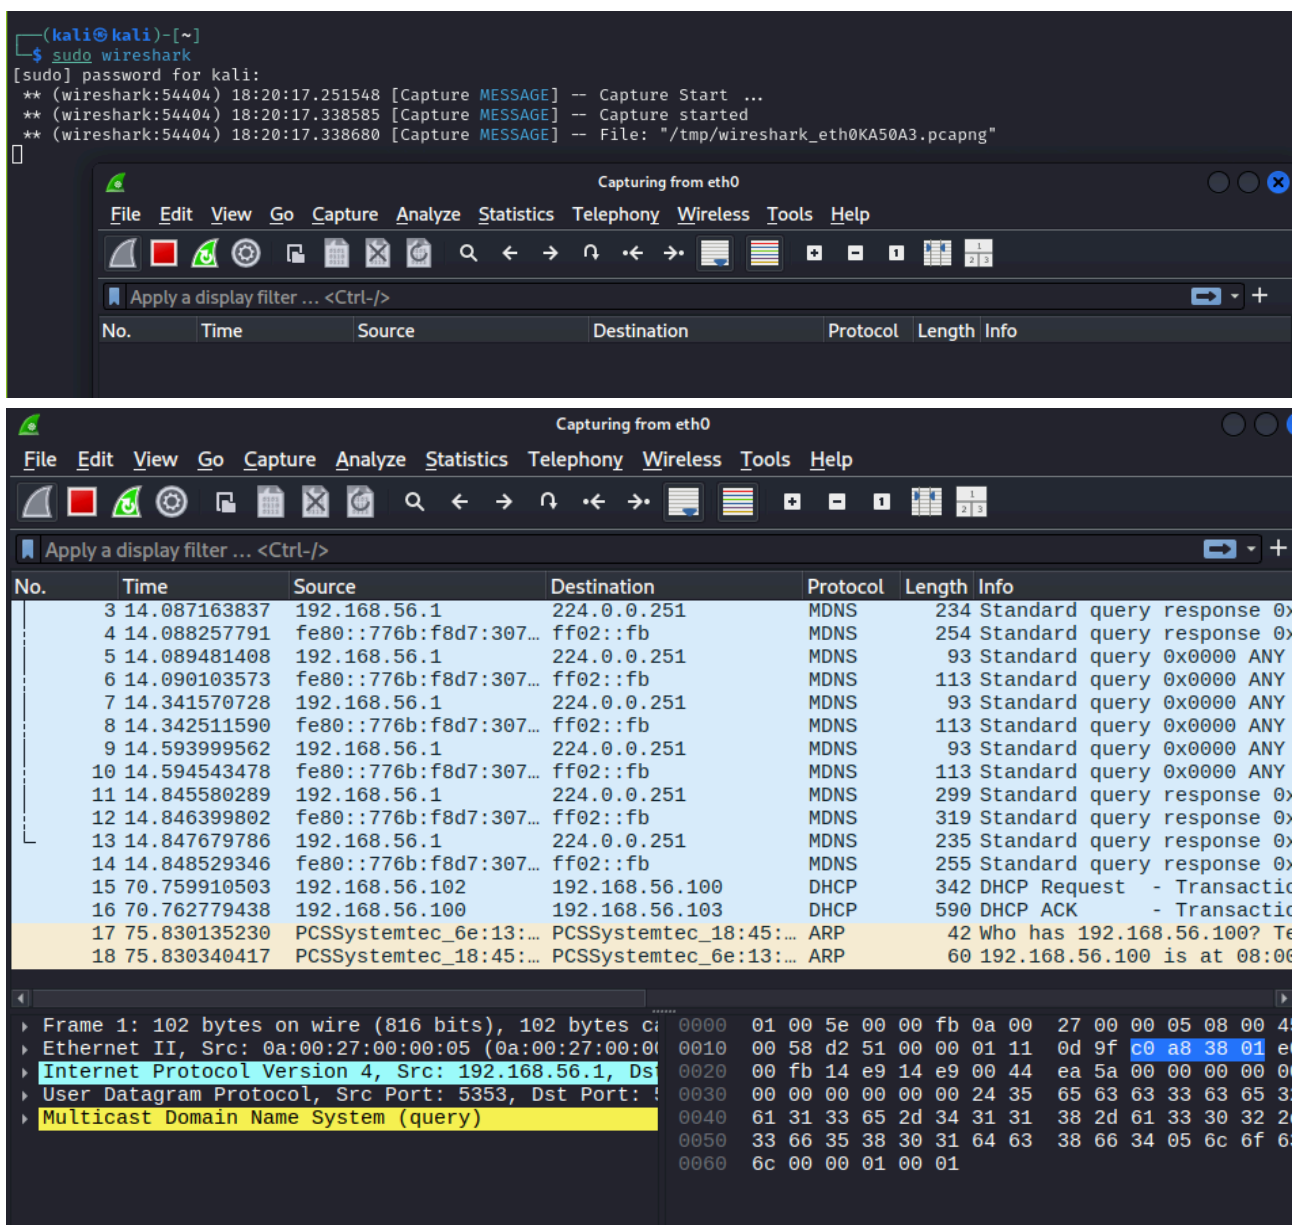 ┌──(kali㉿kali)-[~]
└─$ sudo wireshark
[sudo] password for kali:
** (wireshark:54404) 18:20:17.251548 [Capture MESSAGE] -- Capture Start ...
** (wireshark:54404) 18:20:17.338585 [Capture MESSAGE] -- Capture started
** (wireshark:54404) 18:20:17.338680 [Capture MESSAGE] -- File: "/tmp/wireshark_eth0KA50A3.pcapng"
Capturing from eth0
File Edit View Go Capture Analyze Statistics Telephony Wireless Tools Help
Apply a display filter … <Ctrl-/>
No. Time Source Destination Protocol Length Info
Capturing from eth0
File Edit View Go Capture Analyze Statistics Telephony Wireless Tools Help
Apply a display filter … <Ctrl-/>
No. Time Source Destination Protocol Length Info
3 14.087163837 192.168.56.1 224.0.0.251 MDNS 234 Standard query response 0x
4 14.088257791 fe80::776b:f8d7:307… ff02::fb MDNS 254 Standard query response 0x
5 14.089481408 192.168.56.1 224.0.0.251 MDNS 93 Standard query 0x0000 ANY
6 14.090103573 fe80::776b:f8d7:307… ff02::fb MDNS 113 Standard query 0x0000 ANY
7 14.341570728 192.168.56.1 224.0.0.251 MDNS 93 Standard query 0x0000 ANY
8 14.342511590 fe80::776b:f8d7:307… ff02::fb MDNS 113 Standard query 0x0000 ANY
9 14.593999562 192.168.56.1 224.0.0.251 MDNS 93 Standard query 0x0000 ANY
10 14.594543478 fe80::776b:f8d7:307… ff02::fb MDNS 113 Standard query 0x0000 ANY
11 14.845580289 192.168.56.1 224.0.0.251 MDNS 299 Standard query response 0x
12 14.846399802 fe80::776b:f8d7:307… ff02::fb MDNS 319 Standard query response 0x
13 14.847679786 192.168.56.1 224.0.0.251 MDNS 235 Standard query response 0x
14 14.848529346 fe80::776b:f8d7:307… ff02::fb MDNS 255 Standard query response 0x
15 70.759910503 192.168.56.102 192.168.56.100 DHCP 342 DHCP Request - Transactio
16 70.762779438 192.168.56.100 192.168.56.103 DHCP 590 DHCP ACK - Transactio
17 75.830135230 PCSSystemtec_6e:13:… PCSSystemtec_18:45:… ARP 42 Who has 192.168.56.100? Te
18 75.830340417 PCSSystemtec_18:45:… PCSSystemtec_6e:13:… ARP 60 192.168.56.100 is at 08:00
Frame 1: 102 bytes on wire (816 bits), 102 bytes ca 0000 01 00 5e 00 00 fb 0a 00 27 00 00 05 08 00 45
Ethernet II, Src: 0a:00:27:00:00:05 (0a:00:27:00:00 0010 00 58 d2 51 00 00 01 11 0d 9f c0 a8 38 01
Internet Protocol Version 4, Src: 192.168.56.1, Dst 0020 00 fb 14 e9 14 e9 00 44 ea 5a 00 00 00 00
User Datagram Protocol, Src Port: 5353, Dst Port: 0030 00 00 00 00 00 00 24 35 65 63 63 33 63 65
Multicast Domain Name System (query) 0040 61 31 33 65 2d 34 31 31 38 2d 61 33 30 32
0050 33 66 35 38 30 31 64 63 38 66 34 05 6c 6f
0060 6c 00 00 01 00 01